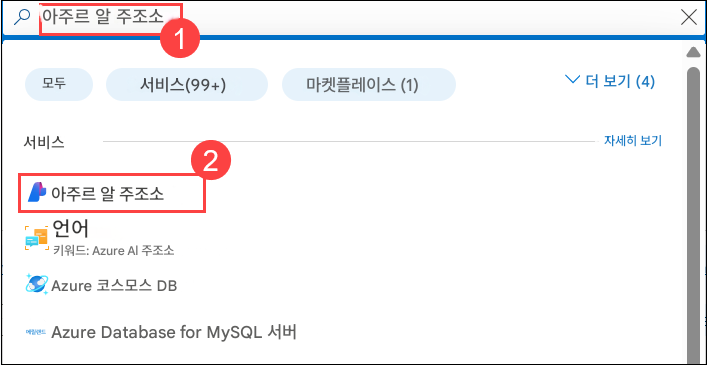 아주르 알 주조소
1
모두
서비스(99+)
마켓플레이스 (1)
더 보기 (4)
서비스
자세히 보기
2
아주르 알 주조소
언어
키워드: Azure AI 주조소
Azure 코스모스 DB
Azure Database for MySQL 서버